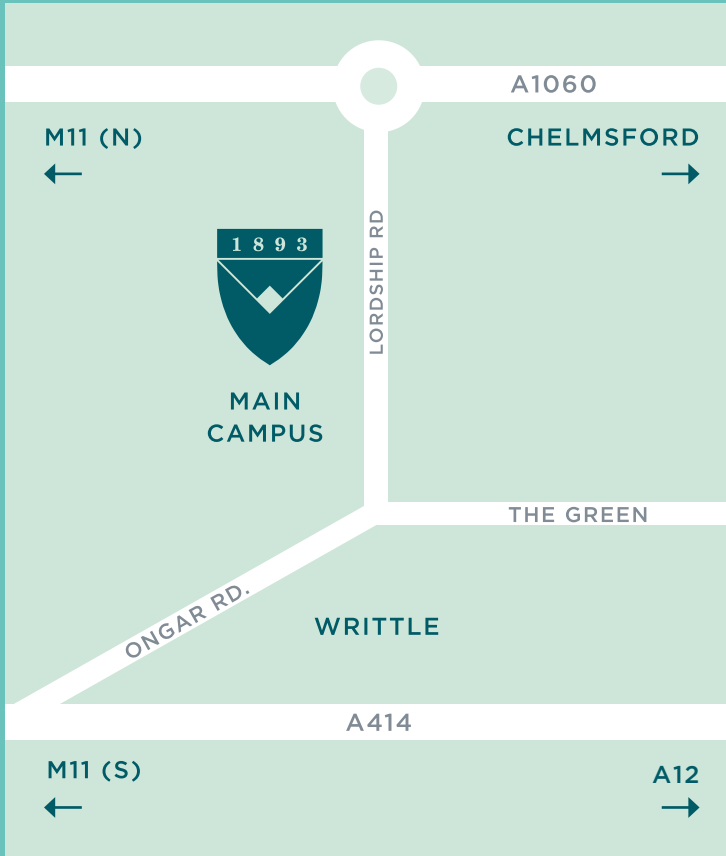 A1060
M11 (N)
CHELMSFORD
LORDSHIP RD
1893
MAIN
CAMPUS
THE GREEN
ONGAR RD.
WRITTLE
A414
M11 (S)
A12